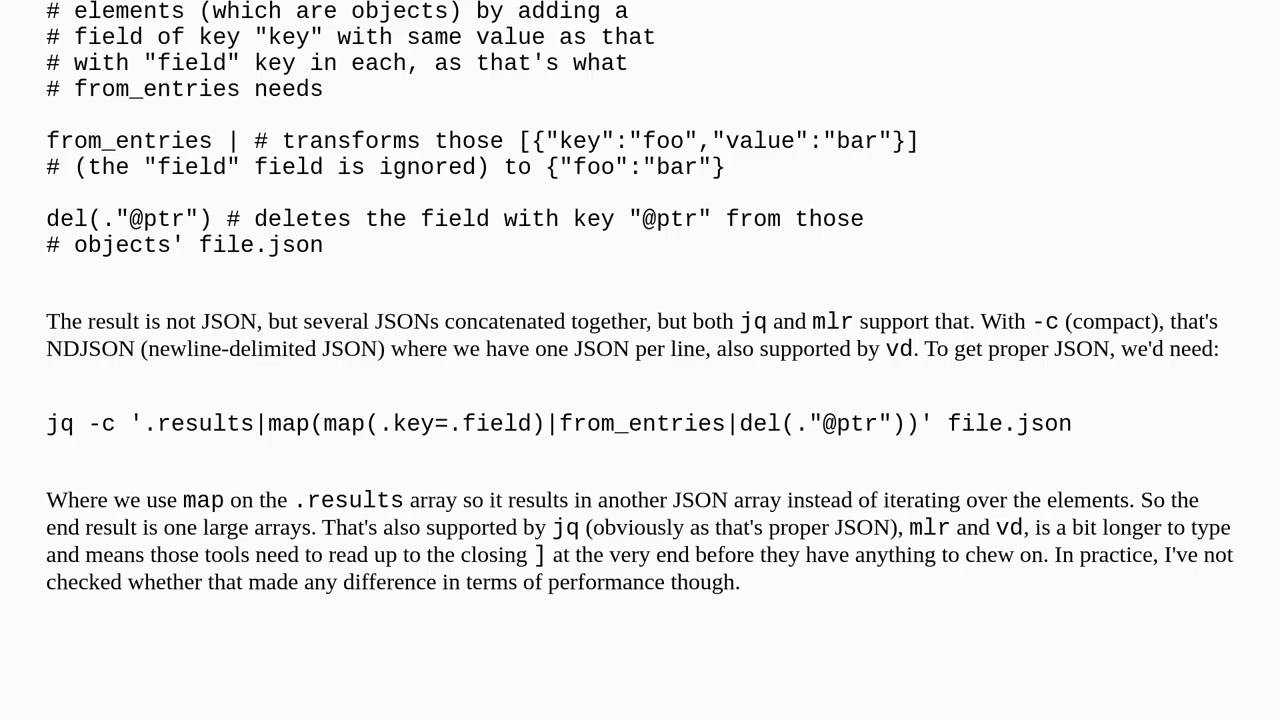 # elements (which are objects) by adding a
# field of key "key" with same value as that
# with "field" key in each, as that's what
# from_entries needs
from_entries | # transforms those [{"key":"foo","value":"bar"}]
# (the "field" field is ignored) to {"foo":"bar"}
del(."@ptr") # deletes the field with key "@ptr" from those
# objects' file.json
The result is not JSON, but several JSONs concatenated together, but both jq and mlr support that. With -c (compact), that's
NDJSON (newline-delimited JSON) where we have one JSON per line, also supported by vd. To get proper JSON, we'd need:
jq -c '.results|map(map(.key=.field)|from_entries|del(."@ptr"))' file.json
Where we use map on the .results array so it results in another JSON array instead of iterating over the elements. So the
end result is one large arrays. That's also supported by jq (obviously as that's proper JSON), mlr and vd, is a bit longer to type
and means those tools need to read up to the closing ] at the very end before they have anything to chew on. In practice, I've not
checked whether that made any difference in terms of performance though.